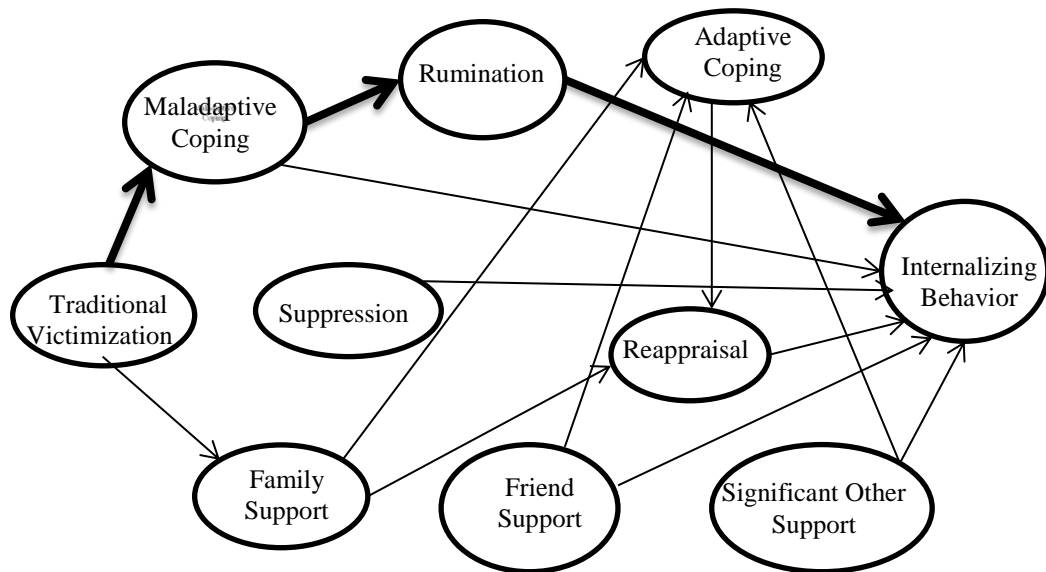 Adaptive
Coping
Rumination
Maladaptive
Coping
Internalizing
Behavior
Traditional
Victimization
Suppression
Reappraisal
Family
Support
Friend
Support
Significant Other
Support